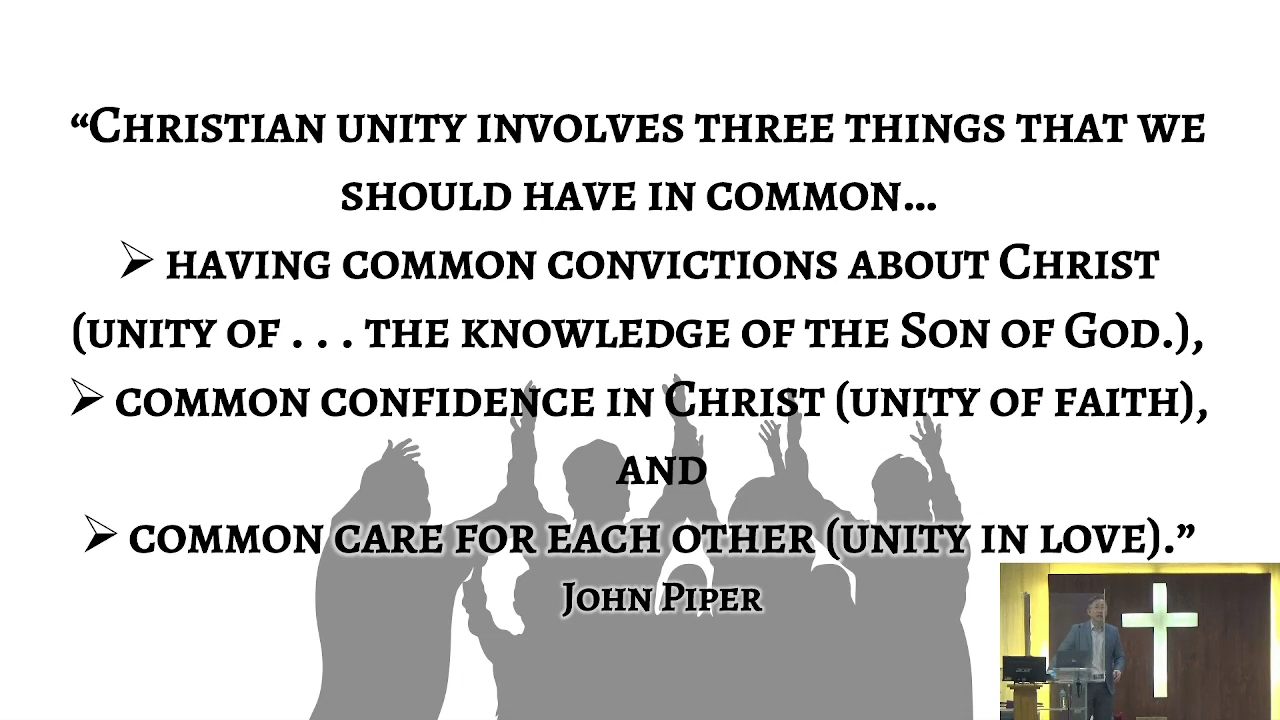 “Christian unity involves three things that we
should have in common...
➢ having common convictions about Christ
(unity of . . . the knowledge of the Son of God.),
➢ common confidence in Christ (unity of faith),
and
➢ common care for each other (unity in love).”
John Piper
acer